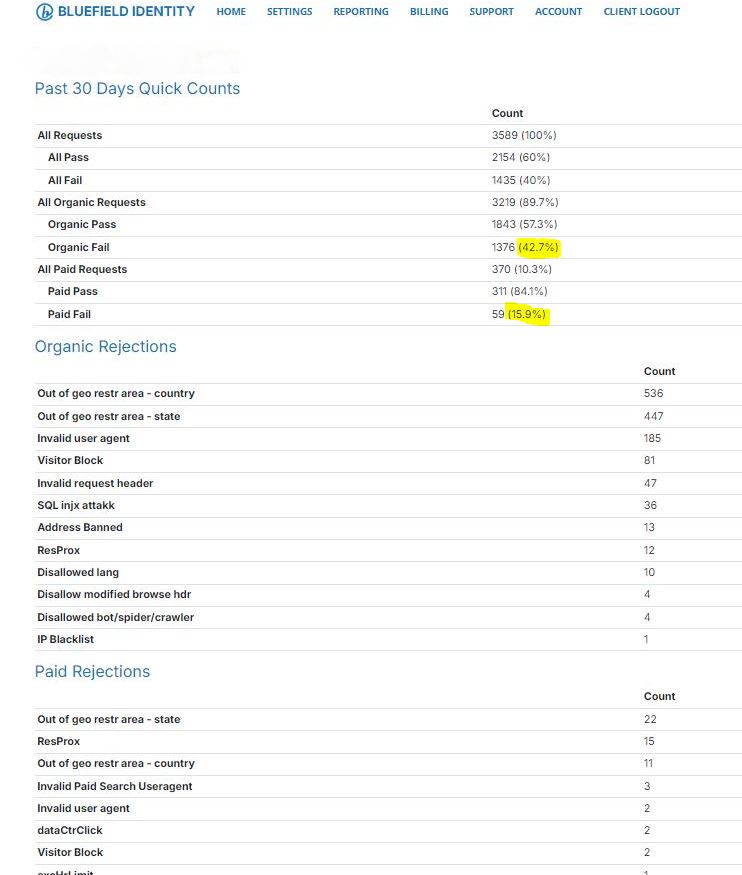 BLUEFIELD IDENTITY HOME SETTINGS REPORTING BILLING SUPPORT ACCOUNT CLIENT LOGOUT
Past 30 Days Quick Counts
Count
All Requests 3589 (100%)
All Pass 2154 (60%)
All Fail 1435 (40%)
All Organic Requests 3219 (89.7%)
Organic Pass 1843 (57.3%)
Organic Fail 1376 (42.7%)
All Paid Requests 370 (10.3%)
Paid Pass 311 (84.1%)
Paid Fail 59 (15.9%)
Organic Rejections
Count
Out of geo restr area - country 536
Out of geo restr area - state 447
Invalid user agent 185
Visitor Block 81
Invalid request header 47
SQL injx attakk 36
Address Banned 13
ResProx 12
Disallowed lang 10
Disallow modified browse hdr 4
Disallowed bot/spider/crawler 4
IP Blacklist 1
Paid Rejections
Count
Out of geo restr area - state 22
ResProx 15
Out of geo restr area - country 11
Invalid Paid Search Useragent 3
Invalid user agent 2
dataCtrClick 2
Visitor Block 2